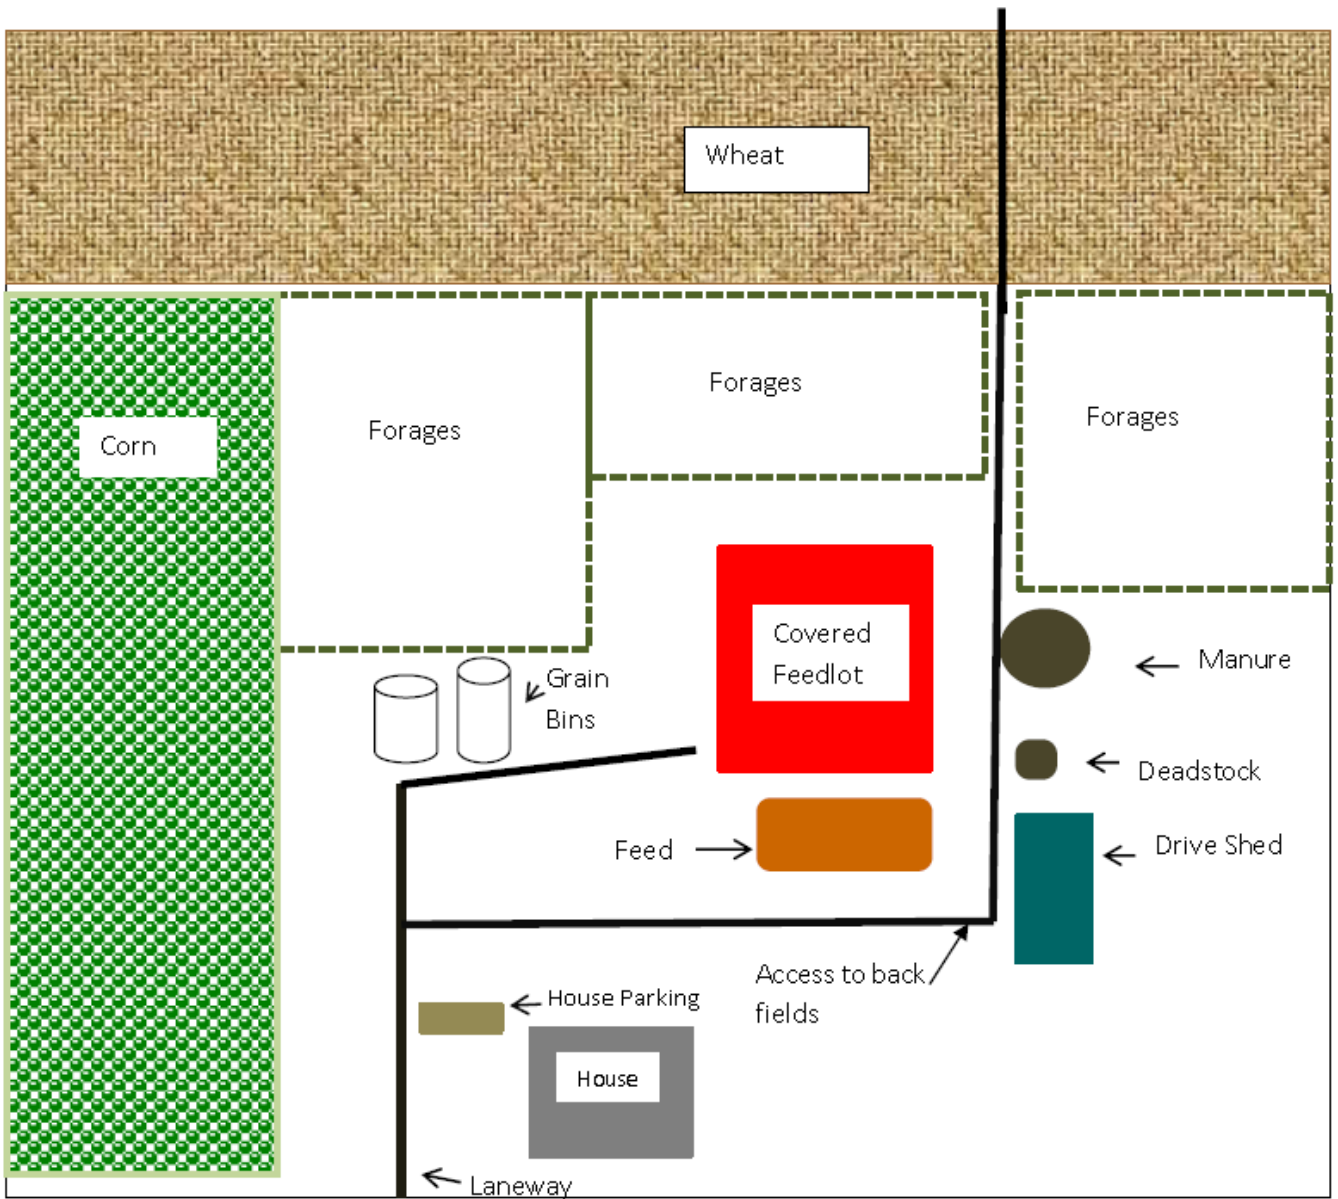 Wheat
Forages
Forages
Forages
Corn
Covered
Feedlot
Manure
Grain
Bins
Deadstock
Feed
Drive Shed
Access to back
fields
House Parking
House
Laneway